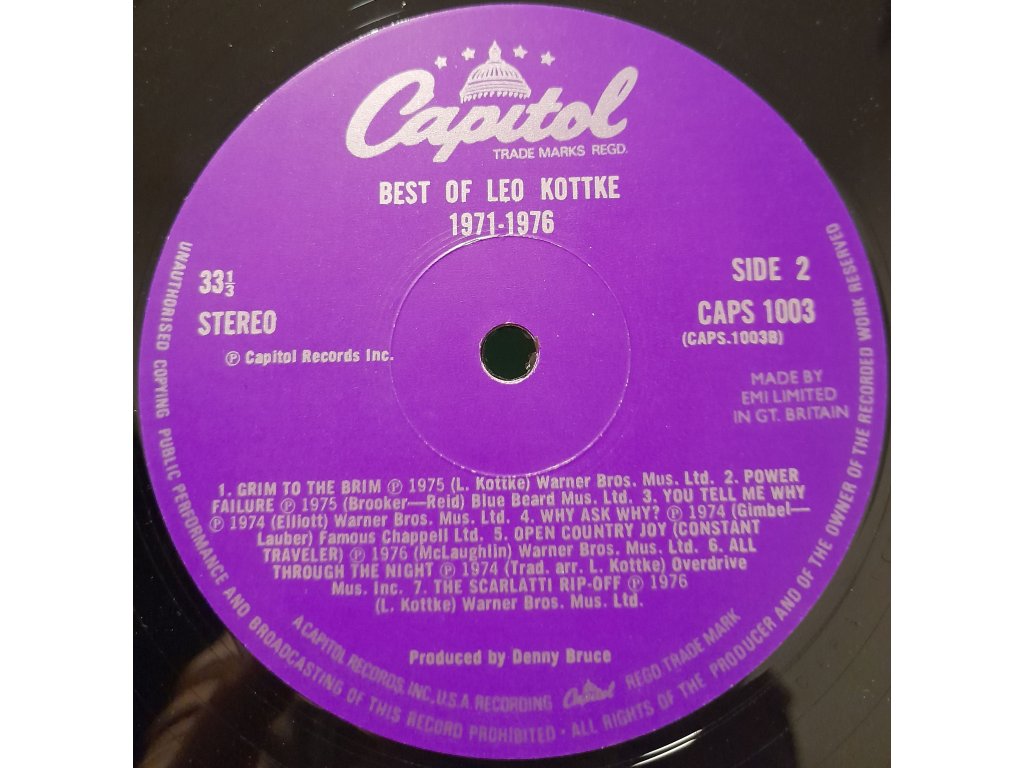 Capitol
TRADE MARKS REGD.
BEST OF LEO KOTTKE
1971-1976
33⅓
STEREO
℗ Capitol Records Inc.
SIDE 2
CAPS 1003
(CAPS.1003B)
MADE BY
EMI LIMITED
IN GT. BRITAIN
1. GRIM TO THE BRIM ℗ 1975 (L. Kottke) Warner Bros. Mus. Ltd. 2. POWER
FAILURE ℗ 1975 (Brooker—Reid) Blue Beard Mus. Ltd. 3. YOU TELL ME WHY
℗ 1974 (Elliott) Warner Bros. Mus. Ltd. 4. WHY ASK WHY? ℗ 1974 (Gimbel—
Lauber) Famous Chappell Ltd. 5. OPEN COUNTRY JOY (CONSTANT
TRAVELER) ℗ 1976 (McLaughlin) Warner Bros. Mus. Ltd. 6. ALL
THROUGH THE NIGHT ℗ 1974 (Trad. arr. L. Kottke) Overdrive
Mus. Inc. 7. THE SCARLATTI RIP-OFF ℗ 1976
(L. Kottke) Warner Bros. Mus. Ltd.
Produced by Denny Bruce
A CAPITOL RECORDS, INC., U.S.A. RECORDING Capitol REGD TRADE MARK
UNAUTHORISED COPYING PUBLIC PERFORMANCE AND BROADCASTING OF THIS RECORD PROHIBITED · ALL RIGHTS OF THE PRODUCER AND OF THE OWNER OF THE RECORDED WORK RESERVED